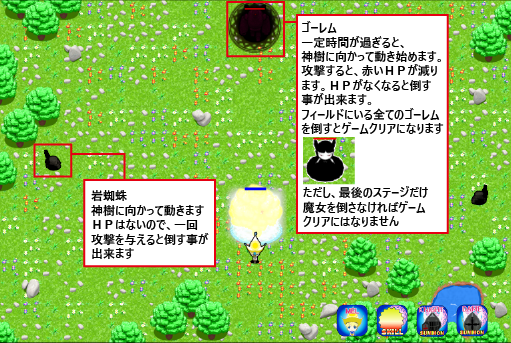 ゴーレム
一定時間が過ぎると、
神樹に向かって動き始めます。
攻撃すると、赤いＨＰが減り
ます。ＨＰがなくなると倒す
事が出来ます。
フィールドにいる全てのゴーレム
を倒すとゲームクリアになります
ただし、最後のステージだけ
魔女を倒さなければゲーム
クリアにはなりません
岩蜘蛛
神樹に向かって動きます
ＨＰはないので、一回
攻撃を与えると倒す事が
出来ます
SKILL
SUMMON
SUMMON